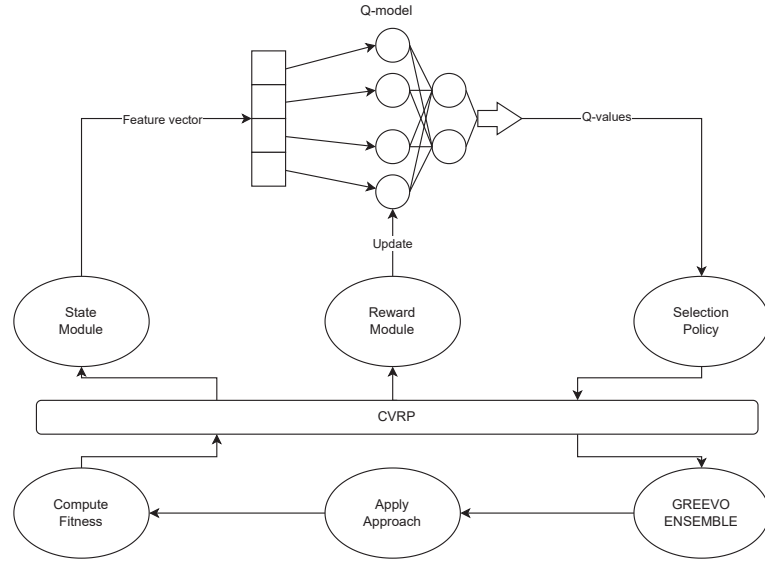 Q-model
Feature vector
Q-values
Update
State
Module
Reward
Module
Selection
Policy
CVRP
Compute
Fitness
Apply
Approach
GREEVO
ENSEMBLE